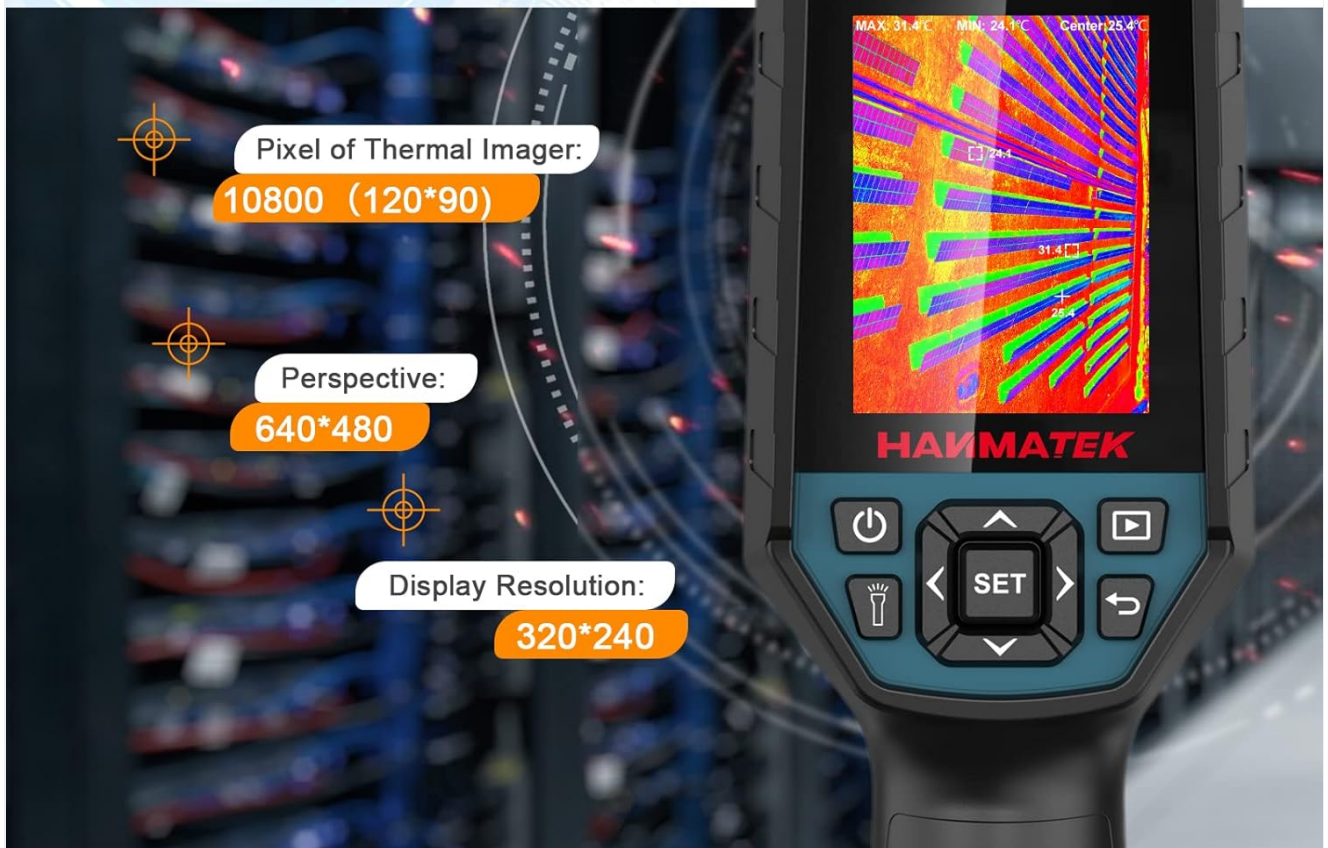 MAX: 31.4℃ MIN: 24.1℃ Center:25.4℃
Pixel of Thermal Imager:
10800（120*90)
24.1
31.4
25.4
Perspective:
640*480
HANMATEK
Display Resolution:
320*240
SET